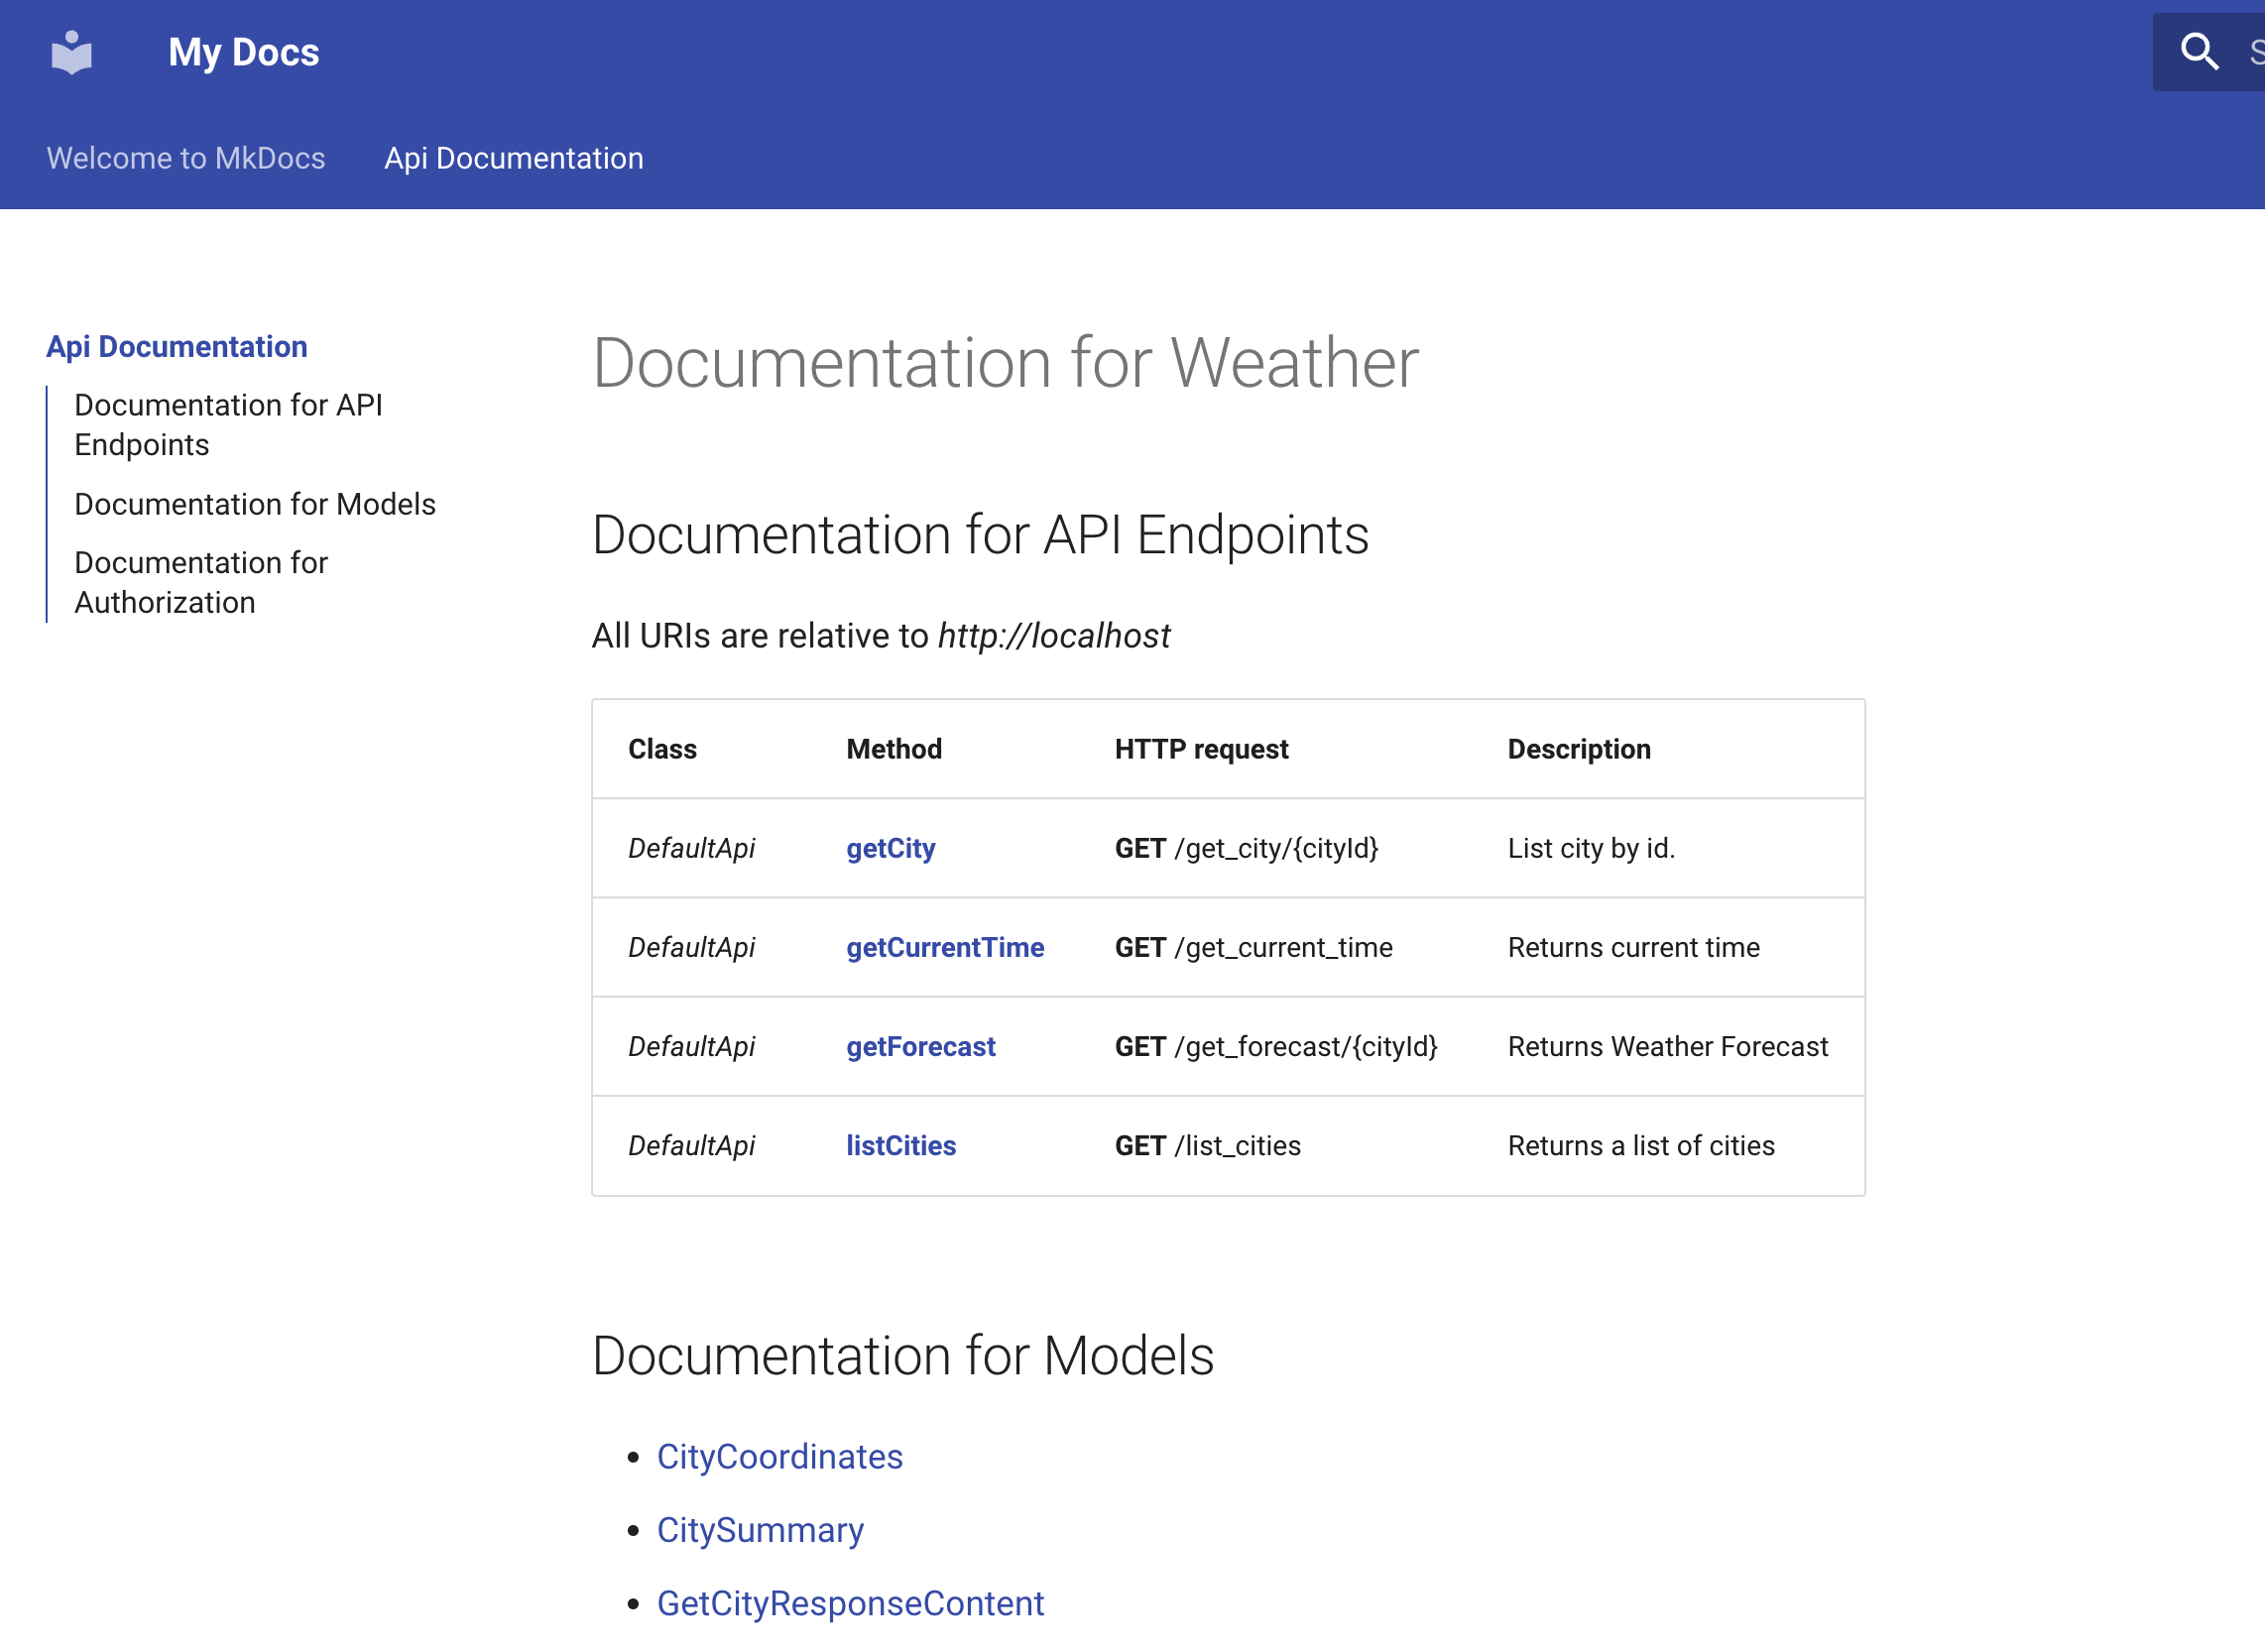 My Docs
S
Welcome to MkDocs Api Documentation
Api Documentation
Documentation for API
Endpoints
Documentation for Models
Documentation for
Authorization
Documentation for Weather
Documentation for API Endpoints
All URIs are relative to http://localhost
Class Method HTTP request Description
DefaultApi getCity GET /get_city/{cityId} List city by id.
DefaultApi getCurrentTime GET /get_current_time Returns current time
DefaultApi getForecast GET /get_forecast/{cityId} Returns Weather Forecast
DefaultApi listCities GET /list_cities Returns a list of cities
Documentation for Models
• CityCoordinates
• CitySummary
• GetCityResponseContent